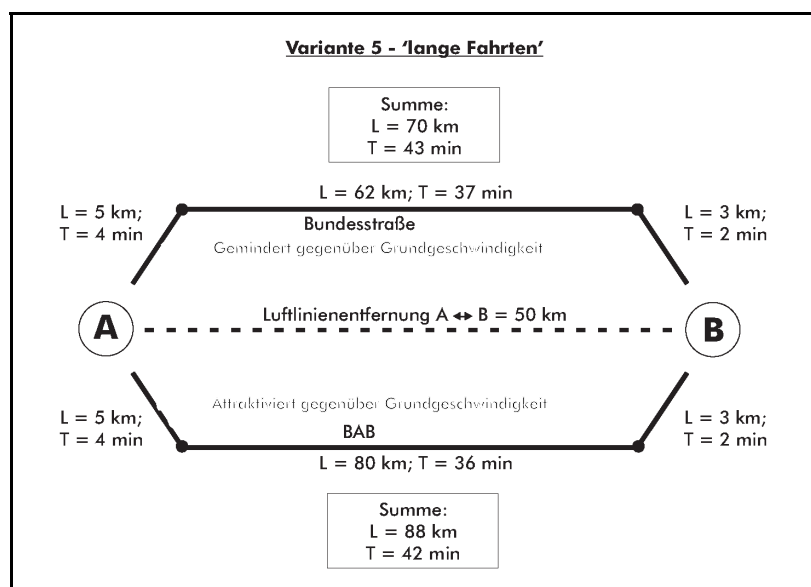 Variante 5 - 'lange Fahrten'
Summe:
L = 70 km
T = 43 min
L = 62 km; T = 37 min
L = 5 km;
T = 4 min
L = 3 km;
T = 2 min
Bundesstraße
Gemindert gegenüber Grundgeschwindigkeit
A
Luftlinienentfernung A ↔ B = 50 km
B
Attraktiviert gegenüber Grundgeschwindigkeit
L = 5 km;
T = 4 min
L = 3 km;
T = 2 min
BAB
L = 80 km; T = 36 min
Summe:
L = 88 km
T = 42 min